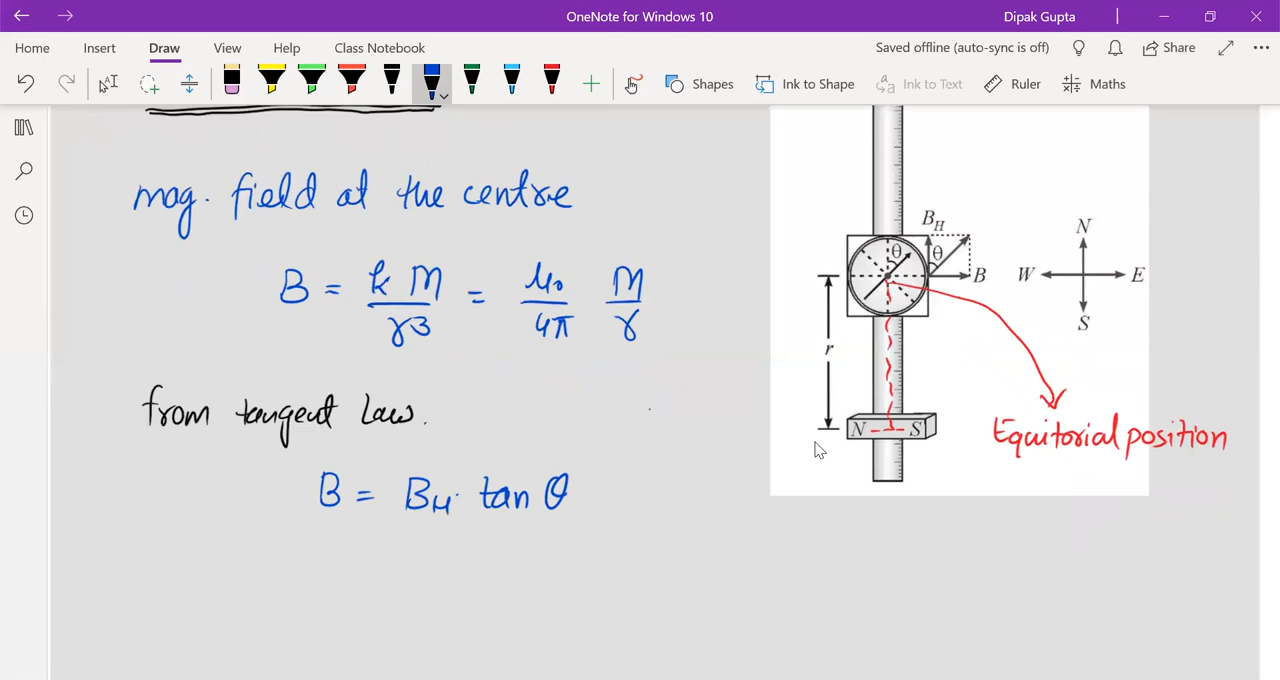 OneNote for Windows 10
Dipak Gupta
Home Insert Draw View Help Class Notebook
Saved offline (auto-sync is off) Share
Shapes Ink to Shape Ink to Text Ruler Maths
mag. field at the centre
B = k M / r3 = μ0 / 4π M / r
from tangent Law.
B = BH. tan θ
BH
θ θ
B
r
N S
N
W E
S
Equitorial position